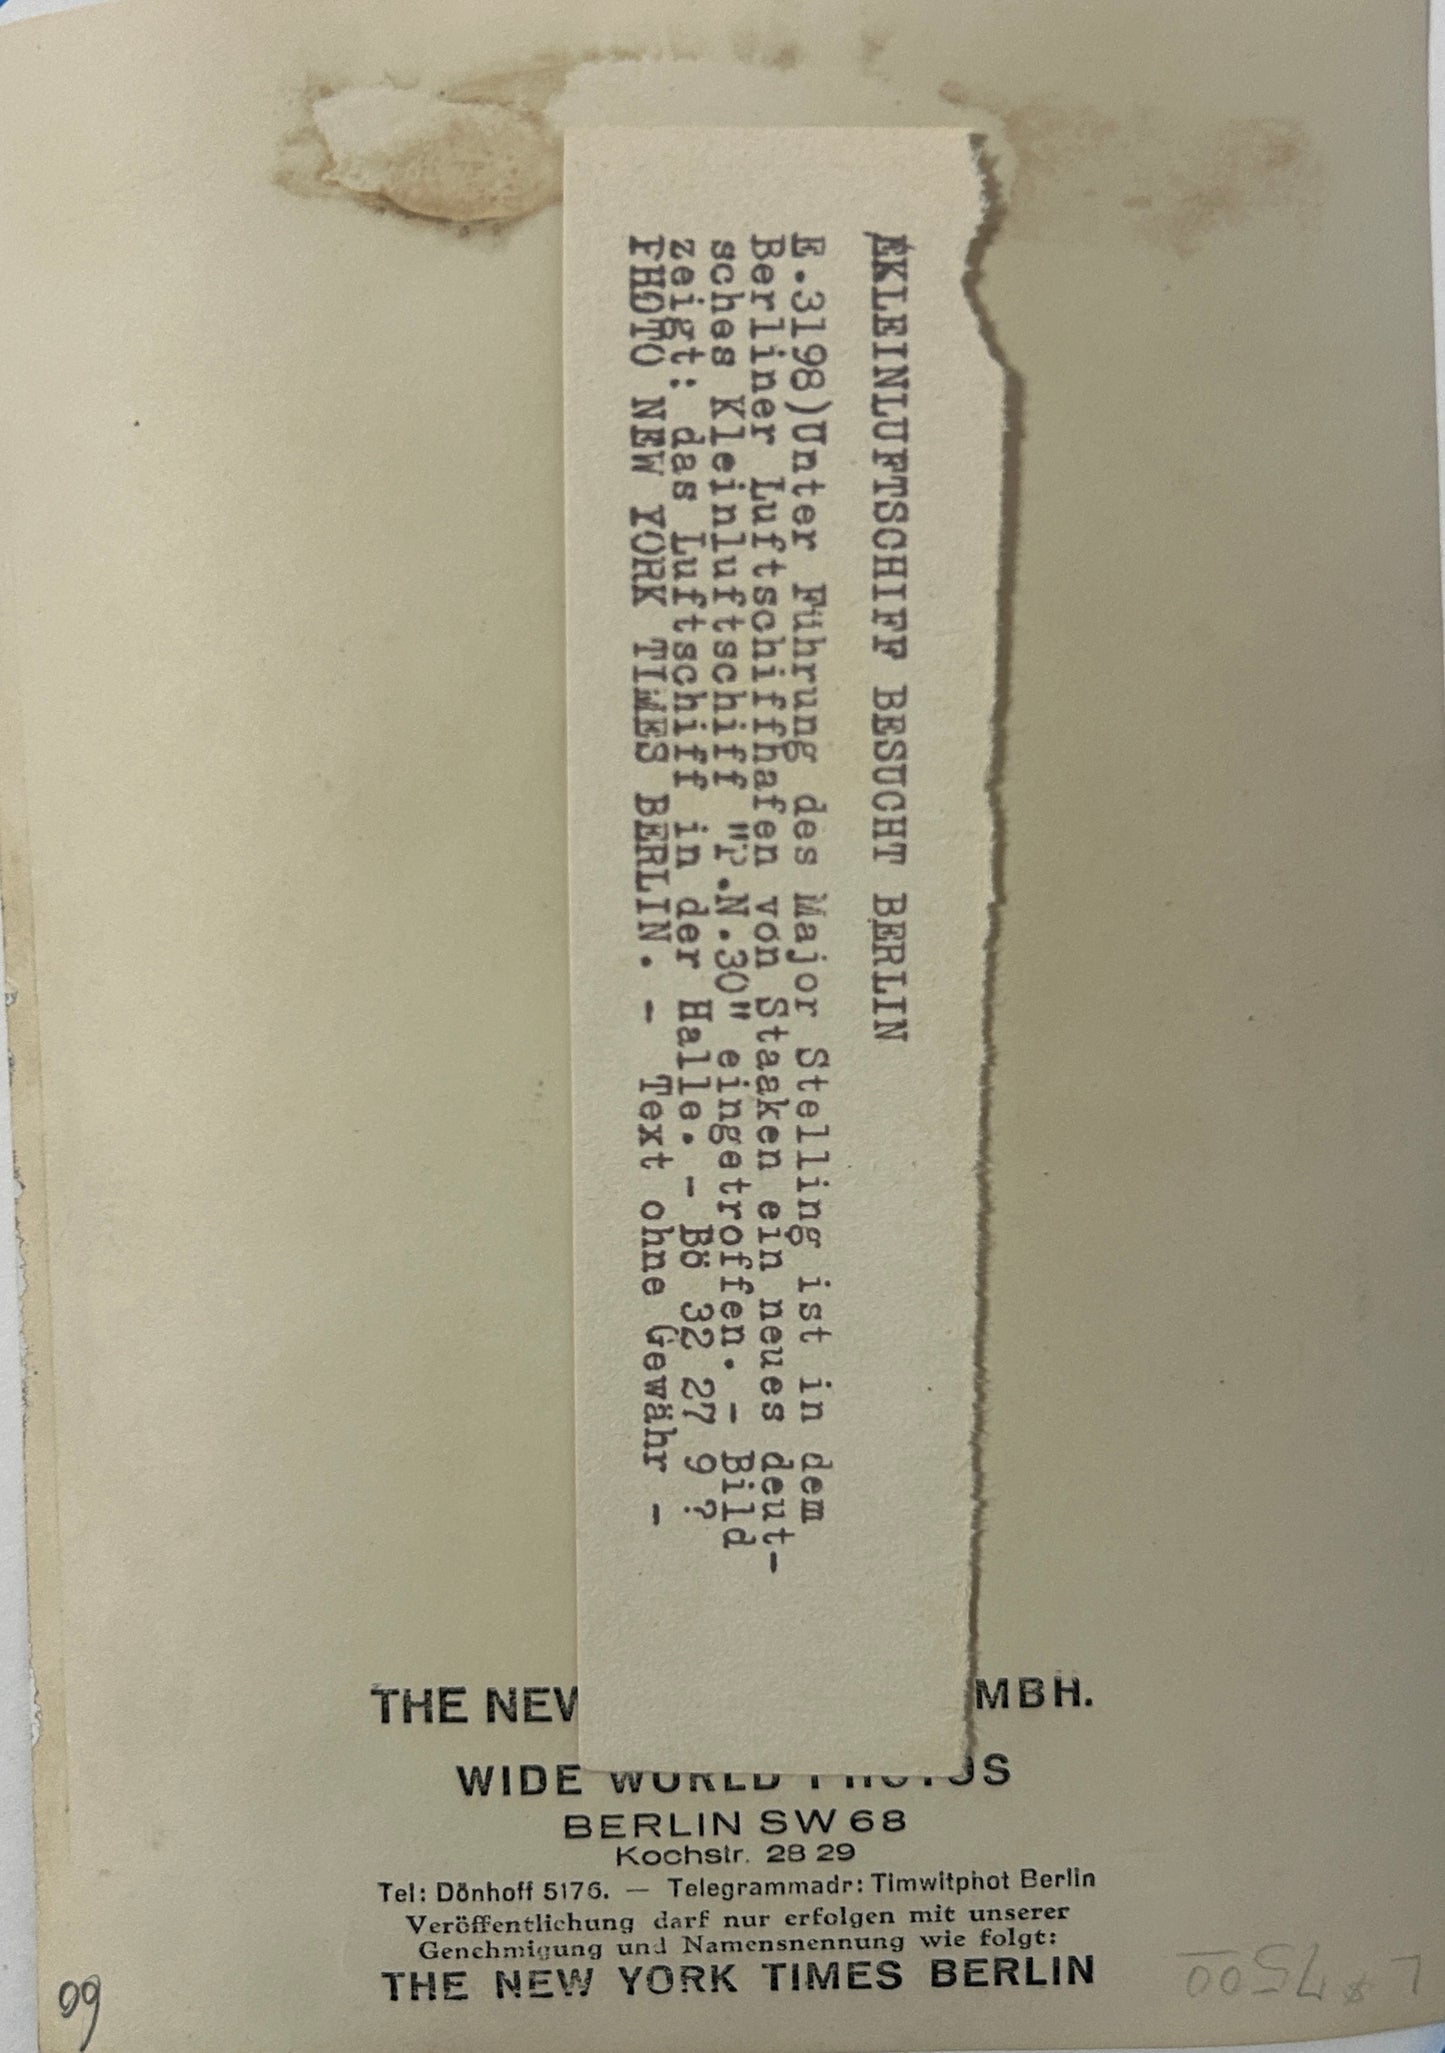 EKLEINLUFTSCHIFF BESUCHT BERLIN
E.3198)Unter Führung des Major Stelling ist in dem
Berliner Luftschiffhafen von Staaken ein neues deut-
sches Kleinluftschiff "P.N.30" eingetroffen. - Bild
zeigt: das Luftschiff in der Halle. - Bö 32 27 9 ?
PHOTO NEW YORK TIMES BERLIN. - Text ohne Gewähr -
THE NEW MBH.
WIDE WORLD PHOTOS
BERLIN SW 68
Kochstr. 28 29
Tel: Dönhoff 5176. — Telegrammadr: Timwitphot Berlin
Veröffentlichung darf nur erfolgen mit unserer
Genehmigung und Namensnennung wie folgt:
THE NEW YORK TIMES BERLIN